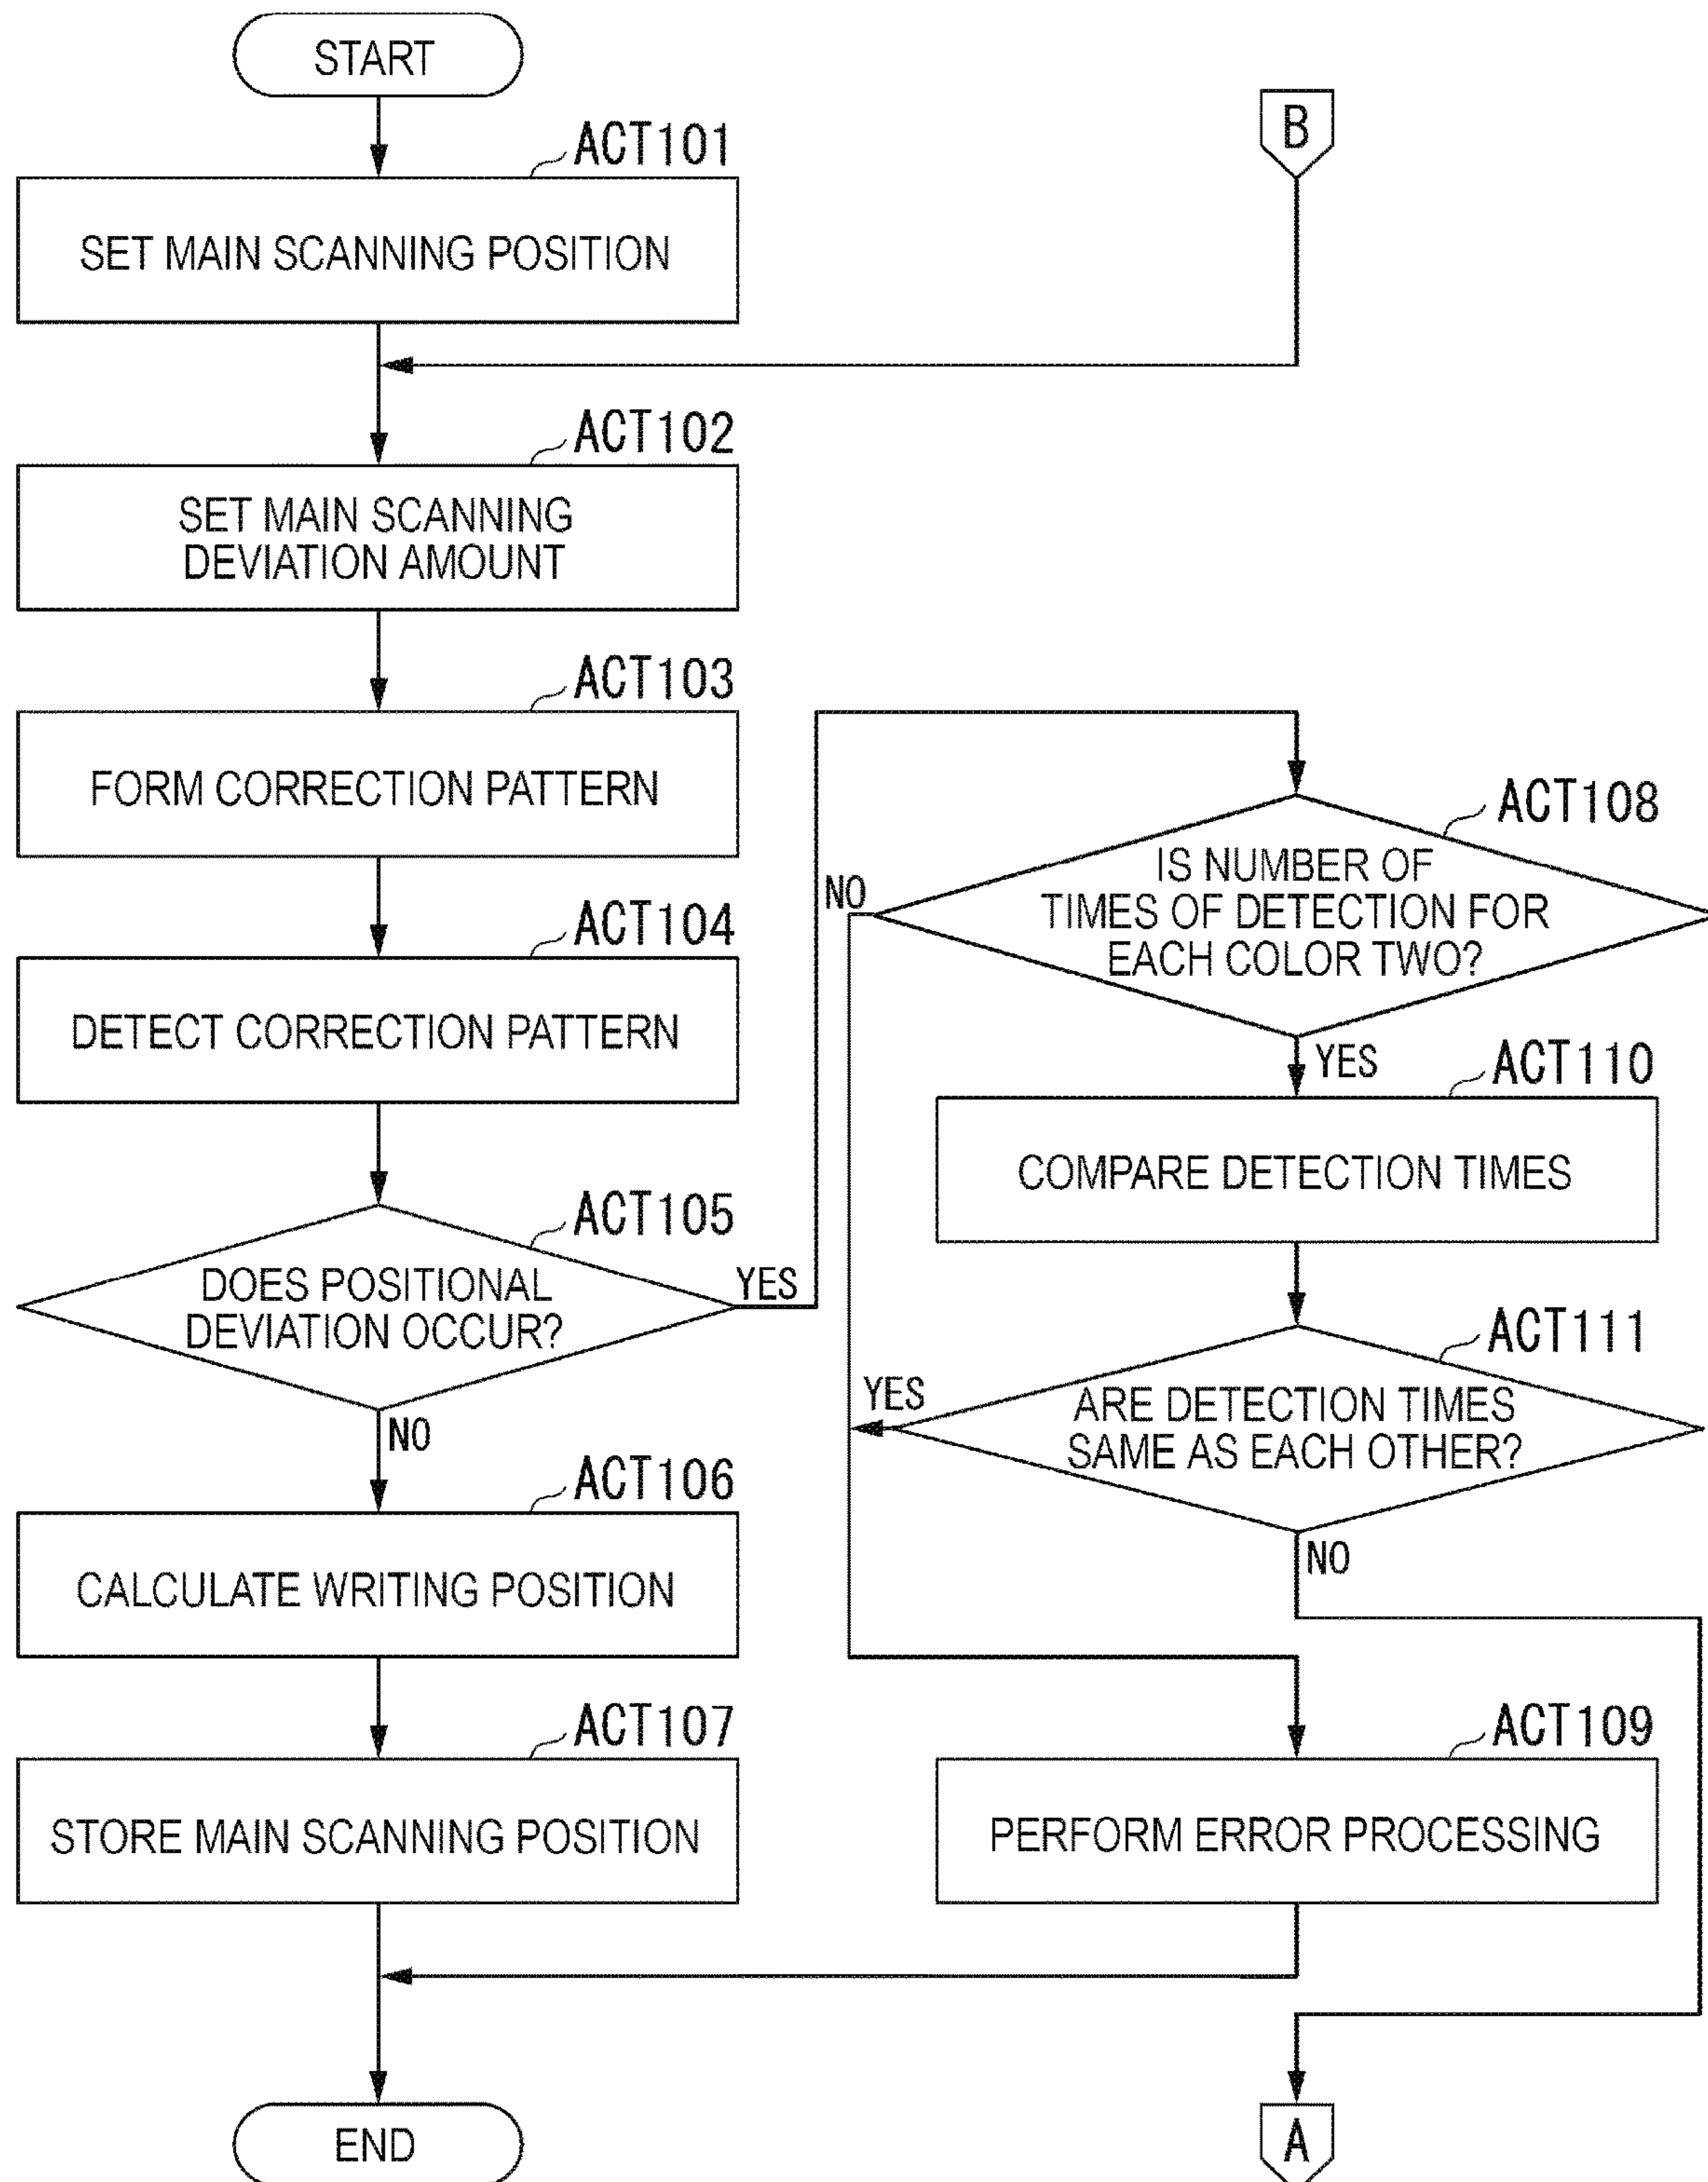 START
ACT101
SET MAIN SCANNING POSITION
B
ACT102
SET MAIN SCANNING
DEVIATION AMOUNT
ACT103
FORM CORRECTION PATTERN
ACT104
DETECT CORRECTION PATTERN
ACT105
DOES POSITIONAL
DEVIATION OCCUR?
YES
NO
ACT106
CALCULATE WRITING POSITION
ACT107
STORE MAIN SCANNING POSITION
END
ACT108
IS NUMBER OF
TIMES OF DETECTION FOR
EACH COLOR TWO?
NO
YES
ACT110
COMPARE DETECTION TIMES
ACT111
ARE DETECTION TIMES
SAME AS EACH OTHER?
YES
NO
ACT109
PERFORM ERROR PROCESSING
A